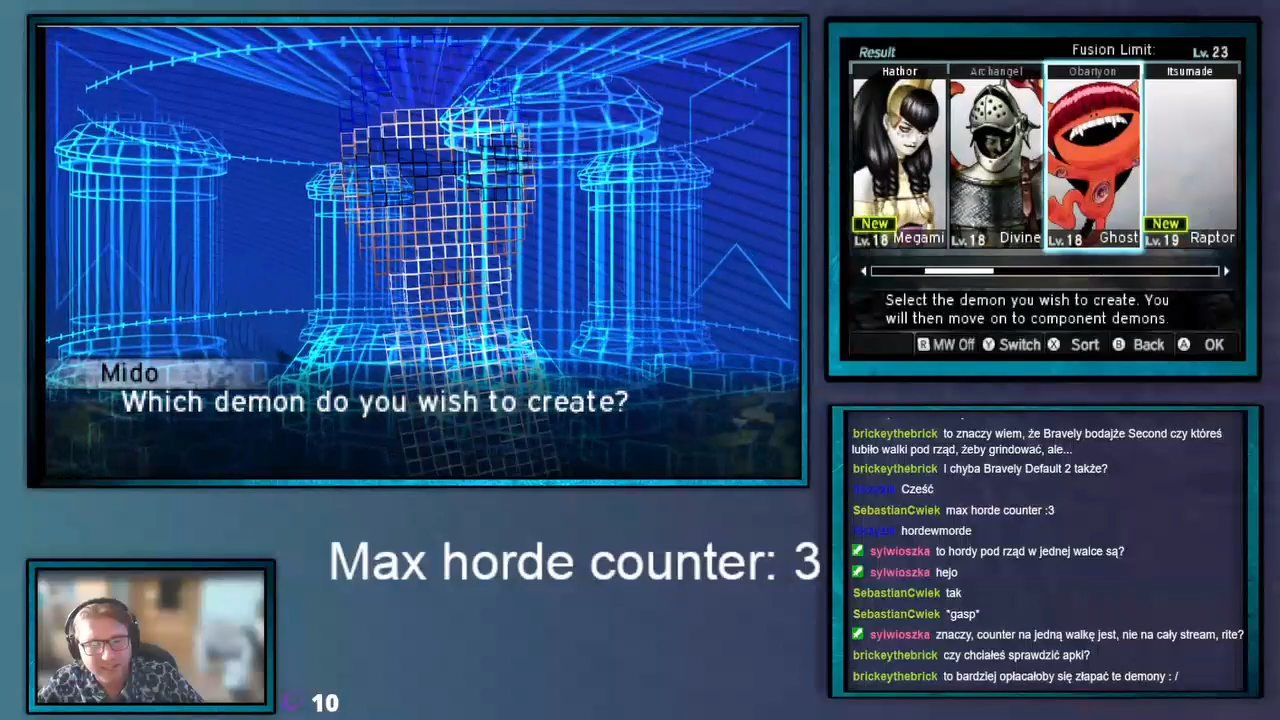 Result
Fusion Limit: Lv. 23
Hathor Archangel Obariyon Itsumade
New New
Lv. 18 Megami Lv. 18 Divine Lv. 18 Ghost Lv. 19 Raptor
Select the demon you wish to create. You
will then move on to component demons.
R MW Off Y Switch X Sort B Back A OK
Mido
Which demon do you wish to create?
brickeythebrick to znaczy wiem, że Bravely bodajże Second czy któreś
lubiło walki pod rząd, żeby grindować, ale...
brickeythebrick I chyba Bravely Default 2 także?
Cześć
SebastianCwiek max horde counter :3
hordewmorde
sylwioszka to hordy pod rząd w jednej walce są?
sylwioszka hejo
SebastianCwiek tak
SebastianCwiek *gasp*
sylwioszka znaczy, counter na jedną walkę jest, nie na cały stream, rite?
brickeythebrick czy chciałeś sprawdzić apki?
brickeythebrick to bardziej opłacałoby się złapać te demony : /
Max horde counter: 3
10